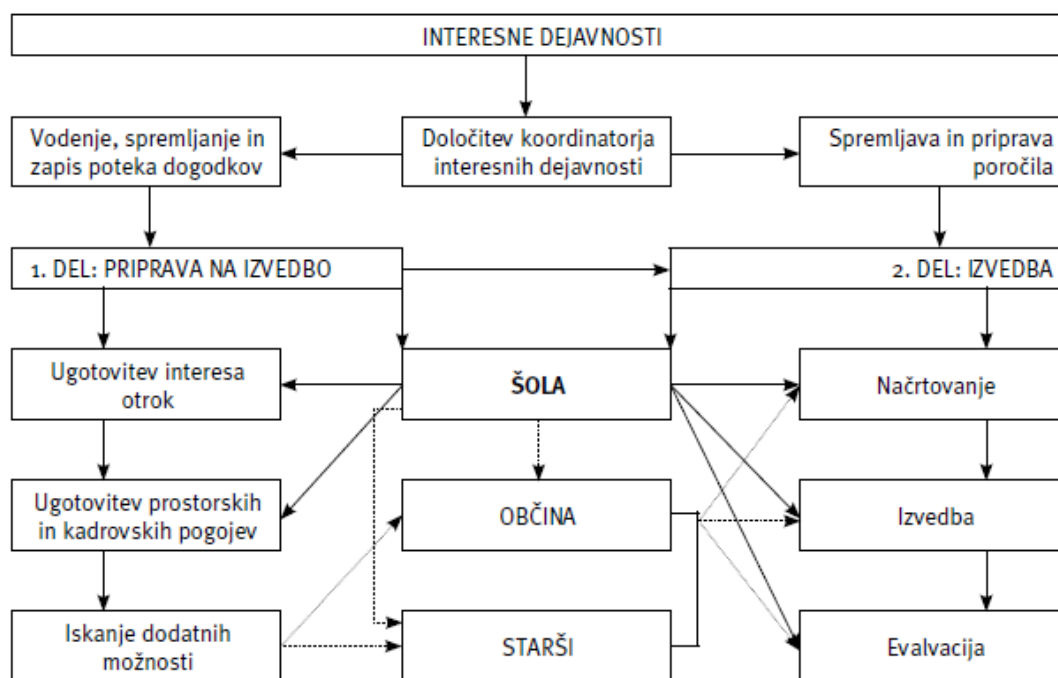 INTERESNE DEJAVNOSTI
Vodenje, spremljanje in
zapis poteka dogodkov
Določitev koordinatorja
interesnih dejavnosti
Spremljava in priprava
poročila
1. DEL: PRIPRAVA NA IZVEDBO
2. DEL: IZVEDBA
Ugotovitev interesa
otrok
ŠOLA
Načrtovanje
Ugotovitev prostorskih
in kadrovskih pogojev
OBČINA
Izvedba
Iskanje dodatnih
možnosti
STARŠI
Evalvacija